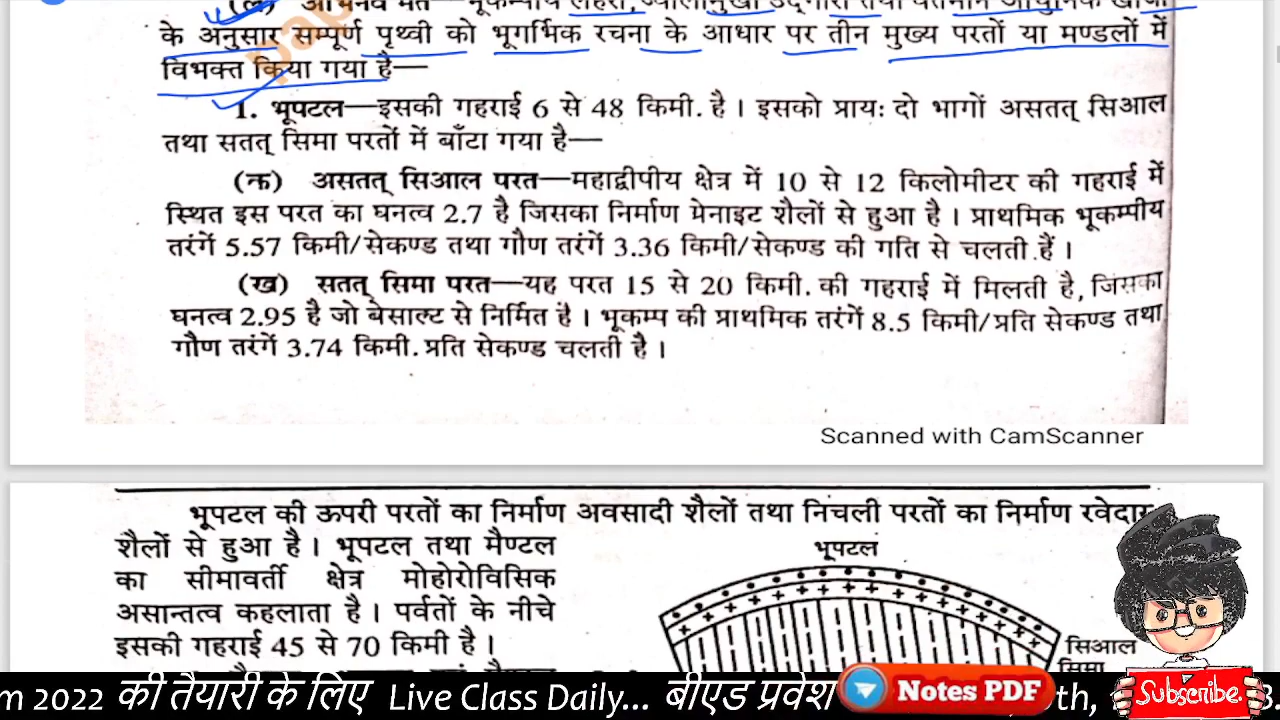 अभिनव मत—भूकम्पीय लहरों, ज्वालामुखी उद्गारों तथा वर्तमान आधुनिक खोजों
के अनुसार सम्पूर्ण पृथ्वी को भूगर्भिक रचना के आधार पर तीन मुख्य परतों या मण्डलों में
विभक्त किया गया है—
1. भूपटल—इसकी गहराई 6 से 48 किमी. है । इसको प्रायः दो भागों असतत् सिआल
तथा सतत् सिमा परतों में बाँटा गया है—
(क) असतत् सिआल परत—महाद्वीपीय क्षेत्र में 10 से 12 किलोमीटर की गहराई में
स्थित इस परत का घनत्व 2.7 है जिसका निर्माण ग्रेनाइट शैलों से हुआ है । प्राथमिक भूकम्पीय
तरंगें 5.57 किमी/सेकण्ड तथा गौण तरंगें 3.36 किमी/सेकण्ड की गति से चलती हैं ।
(ख) सतत् सिमा परत—यह परत 15 से 20 किमी. की गहराई में मिलती है, जिसका
घनत्व 2.95 है जो बेसाल्ट से निर्मित है । भूकम्प की प्राथमिक तरंगें 8.5 किमी/प्रति सेकण्ड तथा
गौण तरंगें 3.74 किमी. प्रति सेकण्ड चलती है ।
Scanned with CamScanner
भूपटल की ऊपरी परतों का निर्माण अवसादी शैलों तथा निचली परतों का निर्माण रवेदार
शैलों से हुआ है । भूपटल तथा मैण्टल
का सीमावर्ती क्षेत्र मोहोरोविसिक
असान्तत्व कहलाता है । पर्वतों के नीचे
इसकी गहराई 45 से 70 किमी है ।
भूपटल
सिआल
सिमा
m 2022 की तैयारी के लिए Live Class Daily... बीएड प्रवेश
Notes PDF
th,
Subscribe.